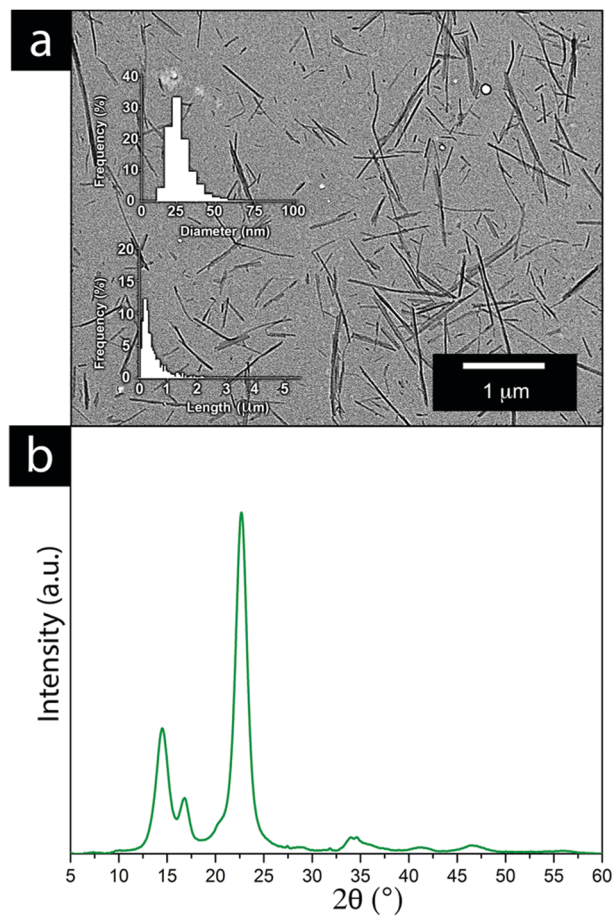 a
40
30
20
10
0
Frequency (%)
0 25 50 75 100
Diameter (nm)
20
15
10
5
0
Frequency (%)
0 1 2 3 4 5
Length (μm)
1 μm
b
Intensity (a.u.)
5 10 15 20 25 30 35 40 45 50 55 60
2θ (°)